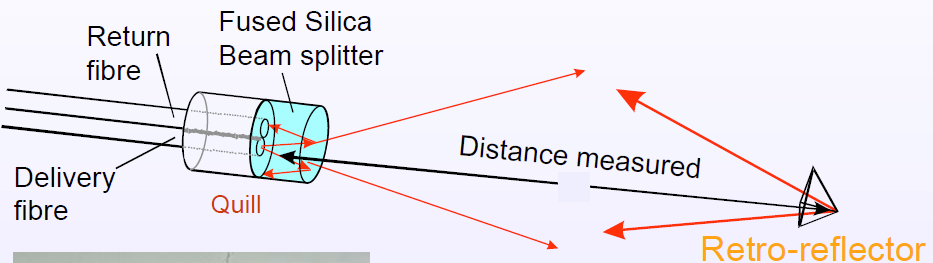 Return
fibre
Fused Silica
Beam splitter
Distance measured
Delivery
fibre
Quill
Retro-reflector